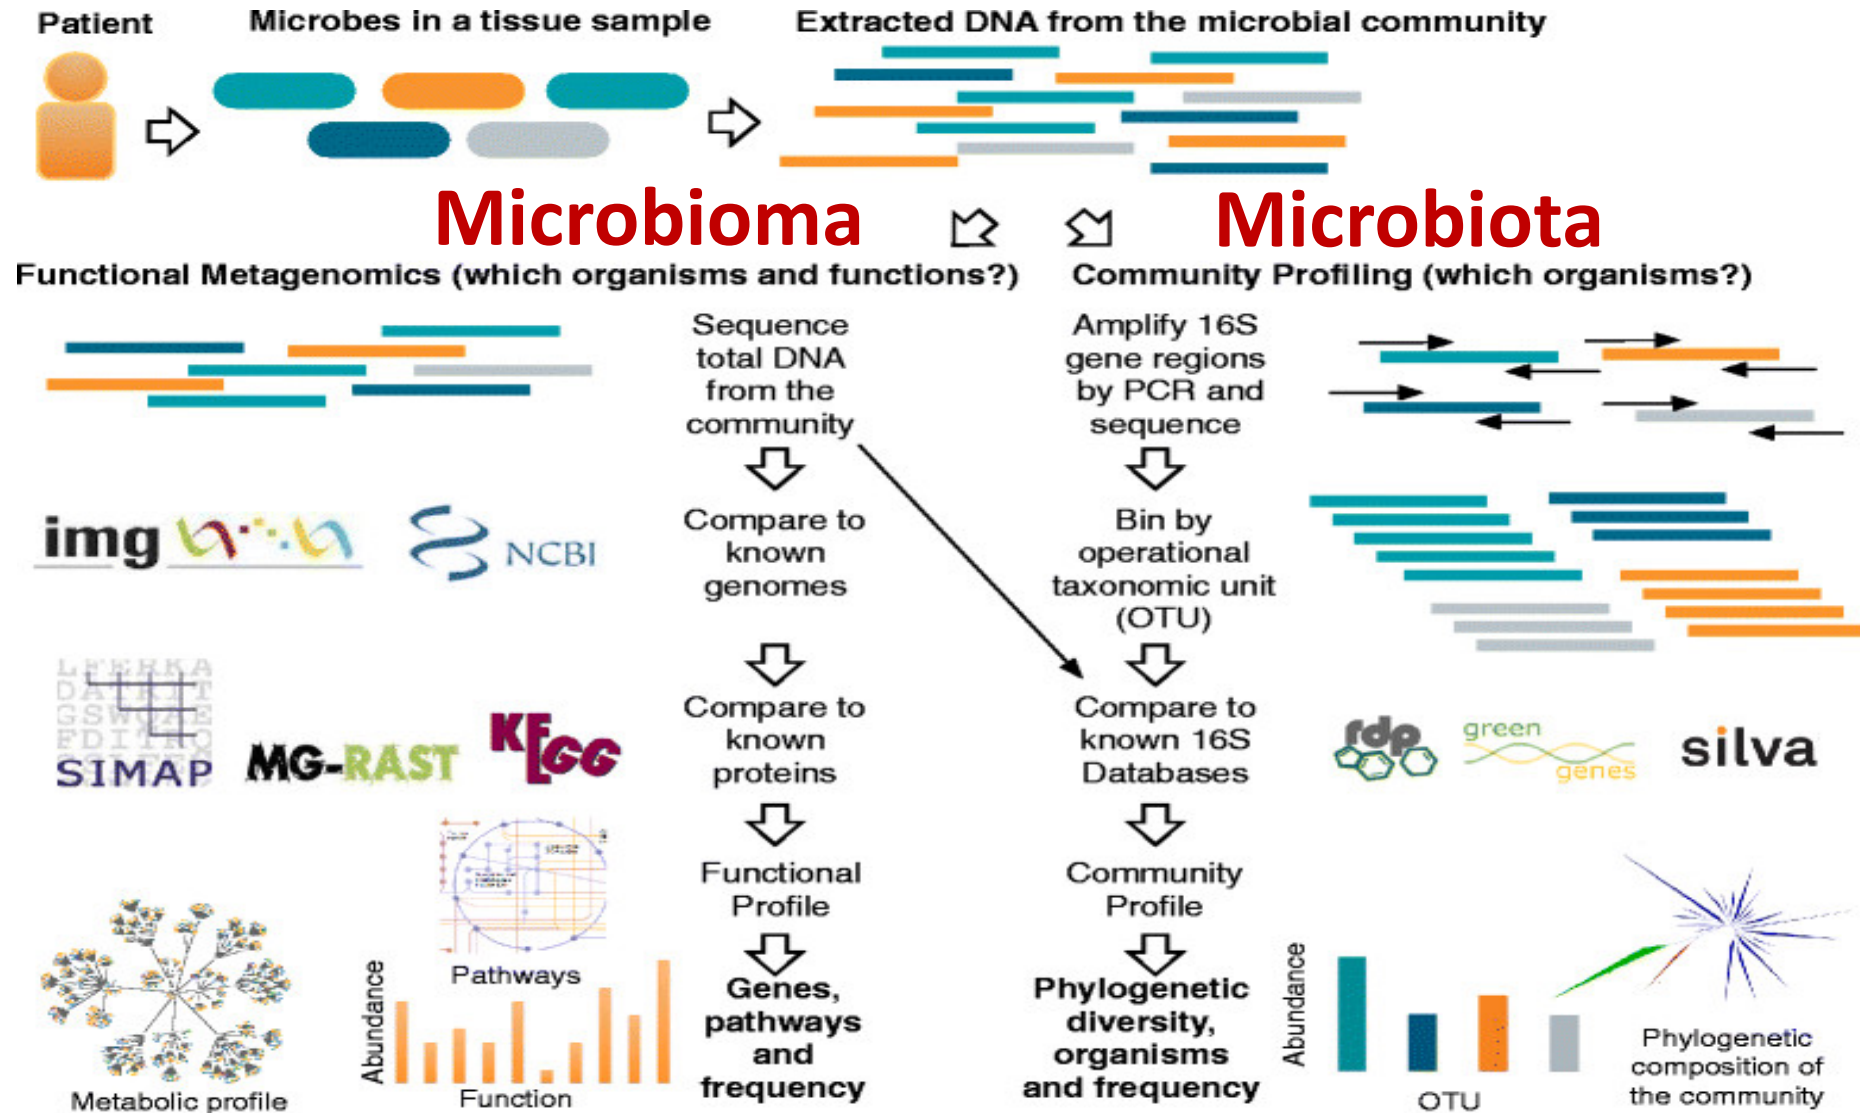 Patient
Microbes in a tissue sample
Extracted DNA from the microbial community
Microbioma
Microbiota
Functional Metagenomics (which organisms and functions?)
Community Profiling (which organisms?)
Sequence
total DNA
from the
community
Amplify 16S
gene regions
by PCR and
sequence
img
NCBI
Compare to
known
genomes
Bin by
operational
taxonomic unit
(OTU)
SIMAP
MG-RAST
KEGG
Compare to
known
proteins
Compare to
known 16S
Databases
rdp
green
genes
silva
Functional
Profile
Community
Profile
Pathways
Abundance
Function
Metabolic profile
Genes,
pathways
and
frequency
Phylogenetic
diversity,
organisms
and frequency
Abundance
OTU
Phylogenetic
composition of
the community